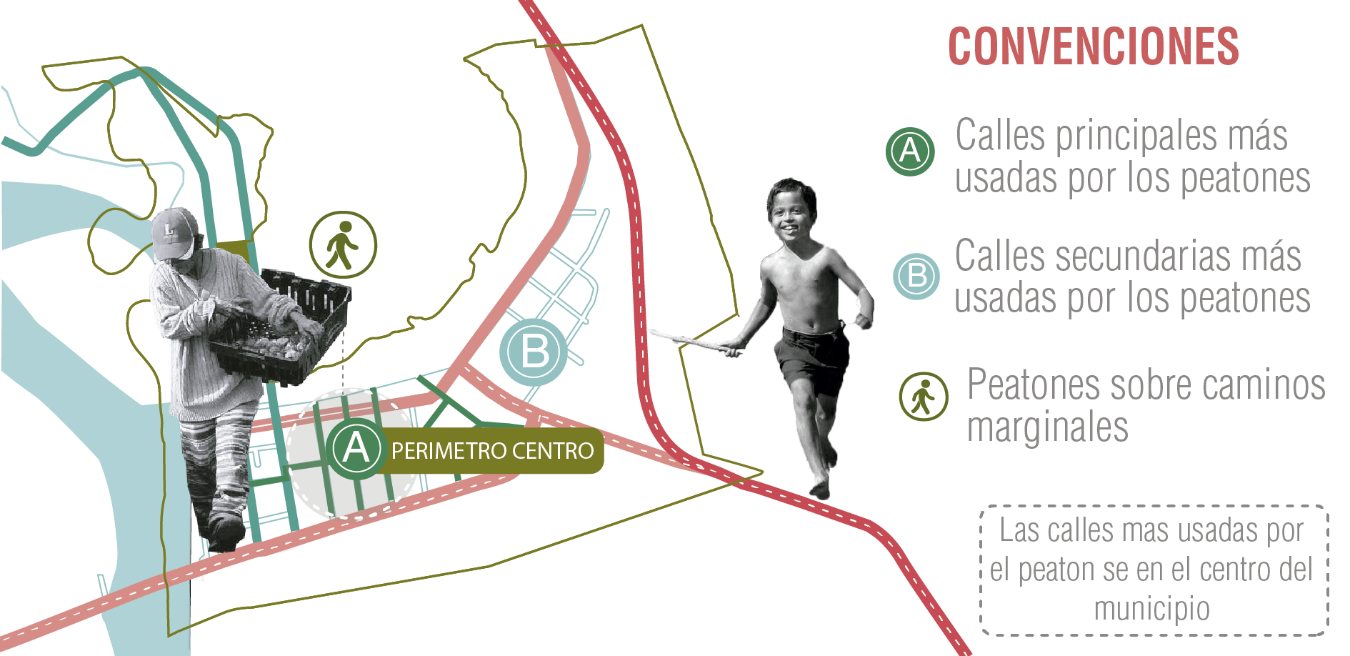 CONVENCIONES
A
Calles principales más
usadas por los peatones
B
Calles secundarias más
usadas por los peatones
Peatones sobre caminos
marginales
B
A
PERIMETRO CENTRO
Las calles mas usadas por
el peaton se en el centro del
municipio